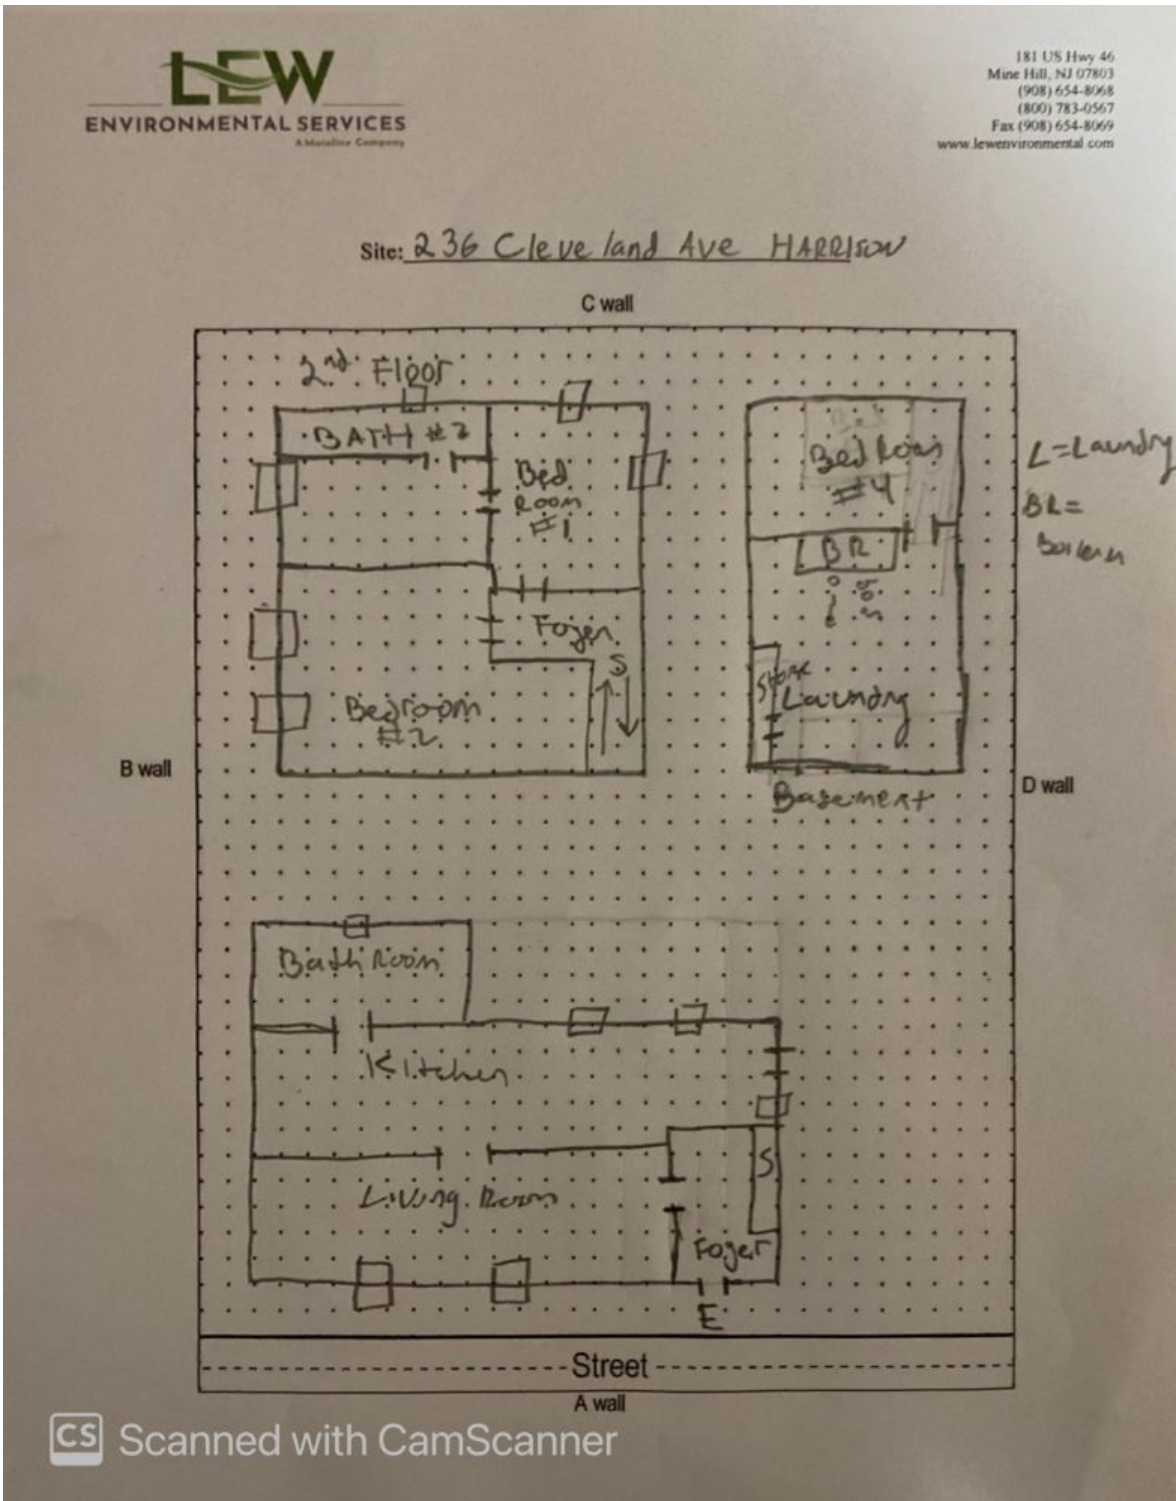 LEW
ENVIRONMENTAL SERVICES
181 US Hwy 46
Mine Hill, NJ 07803
(908) 654-8068
(800) 783-0567
Fax (908) 654-8069
www.lewenvironmental.com
Site: 236 Cleveland Ave HARRISON
C wall
2nd Floor
BATH #2
Bed
Room
#1
Foyer
S
Bedroom
#2
Bed Room
#4
BR
Laundry
Basement
L=Laundry
BR=
B wall
D wall
Bath Room
Kitchen
Living Room
S
Foyer
E
Street
A wall
CS Scanned with CamScanner